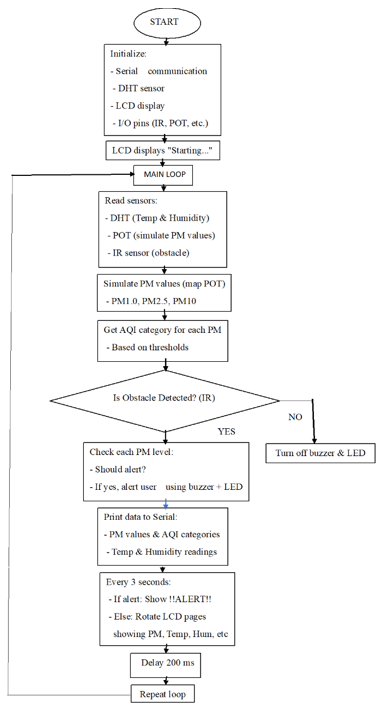 START
Initialize:
- Serial communication
- DHT sensor
- LCD display
- I/O pins (IR, POT, etc.)
LCD displays "Starting..."
MAIN LOOP
Read sensors:
- DHT (Temp & Humidity)
- POT (simulate PM values)
- IR sensor (obstacle)
Simulate PM values (map POT)
- PM1.0, PM2.5, PM10
Get AQI category for each PM
- Based on thresholds
Is Obstacle Detected? (IR)
NO
YES
Turn off buzzer & LED
Check each PM level:
- Should alert?
- If yes, alert user using buzzer + LED
Print data to Serial:
- PM values & AQI categories
- Temp & Humidity readings
Every 3 seconds:
- If alert: Show !!ALERT!!
- Else: Rotate LCD pages
showing PM, Temp, Hum, etc
Delay 200 ms
Repeat loop